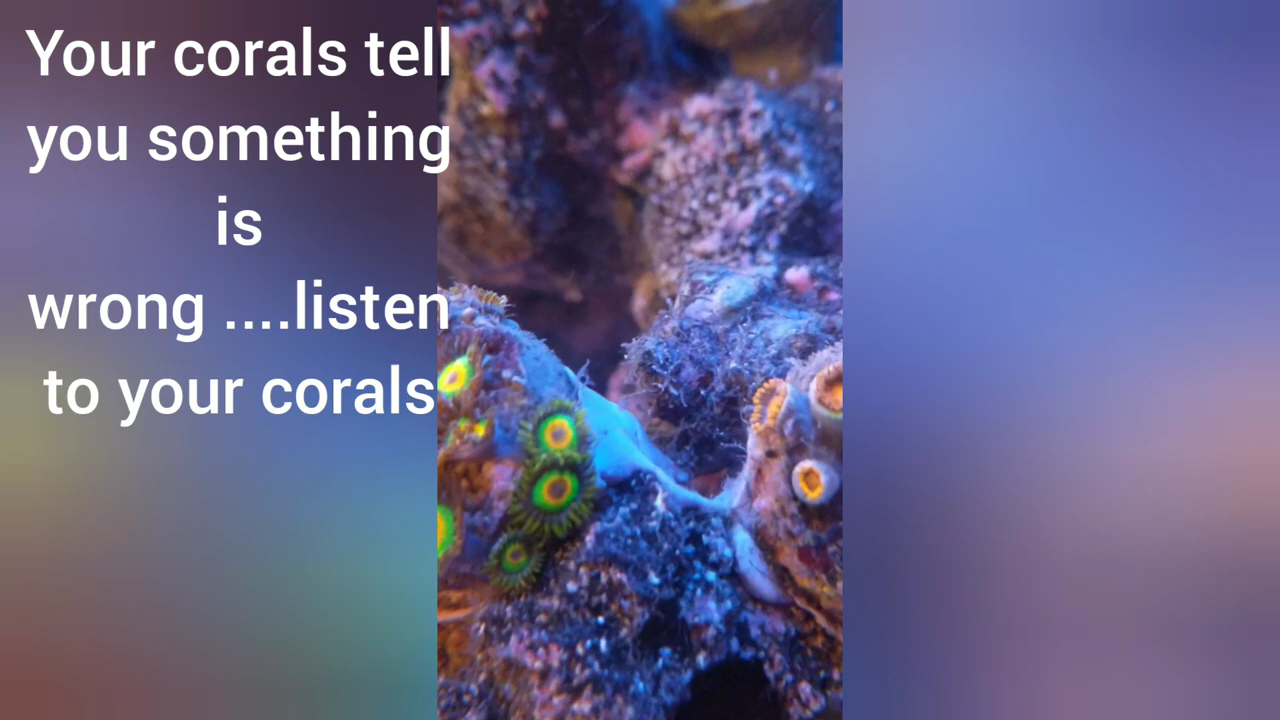 Your corals tell
you something
is
wrong ....listen
to your corals